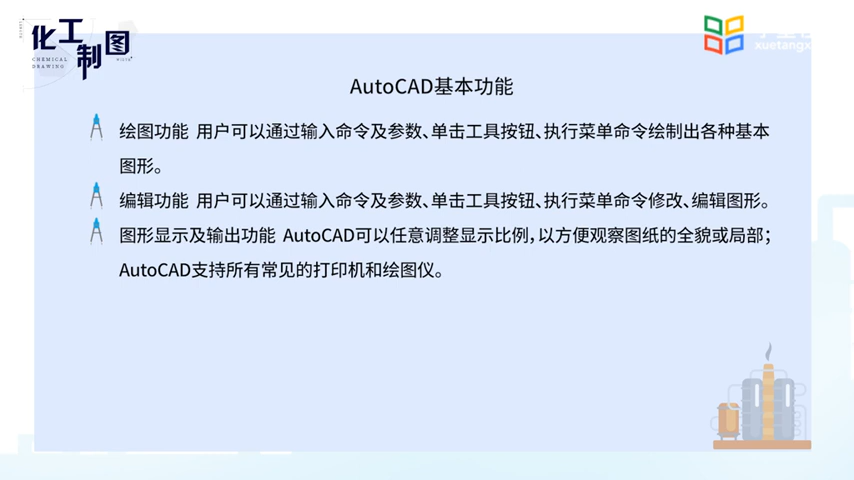 化工制图
CHEMICAL
DRAWING
xuetangx
AutoCAD基本功能
绘图功能 用户可以通过输入命令及参数、单击工具按钮、执行菜单命令绘制出各种基本
图形。
编辑功能 用户可以通过输入命令及参数、单击工具按钮、执行菜单命令修改、编辑图形。
图形显示及输出功能 AutoCAD可以任意调整显示比例，以方便观察图纸的全貌或局部；
AutoCAD支持所有常见的打印机和绘图仪。